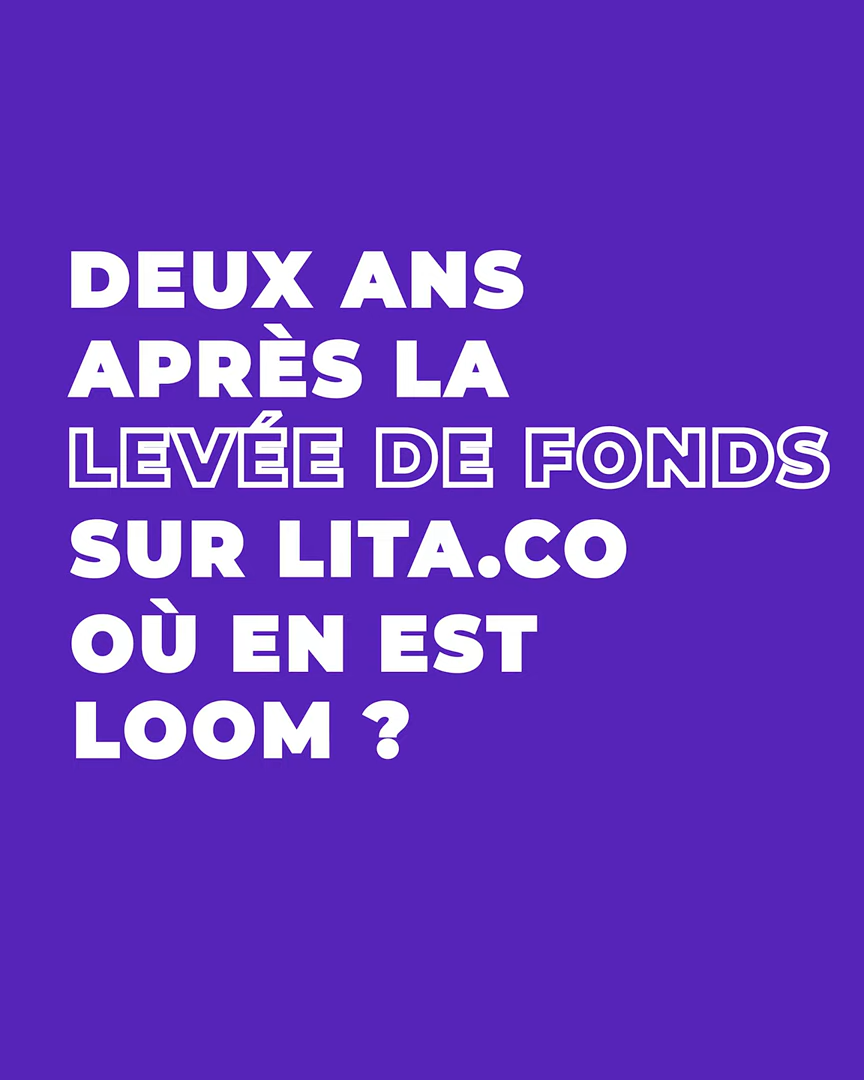 DEUX ANS
APRÈS LA
LEVÉE DE FONDS
SUR LITA.CO
OÙ EN EST
LOOM ?